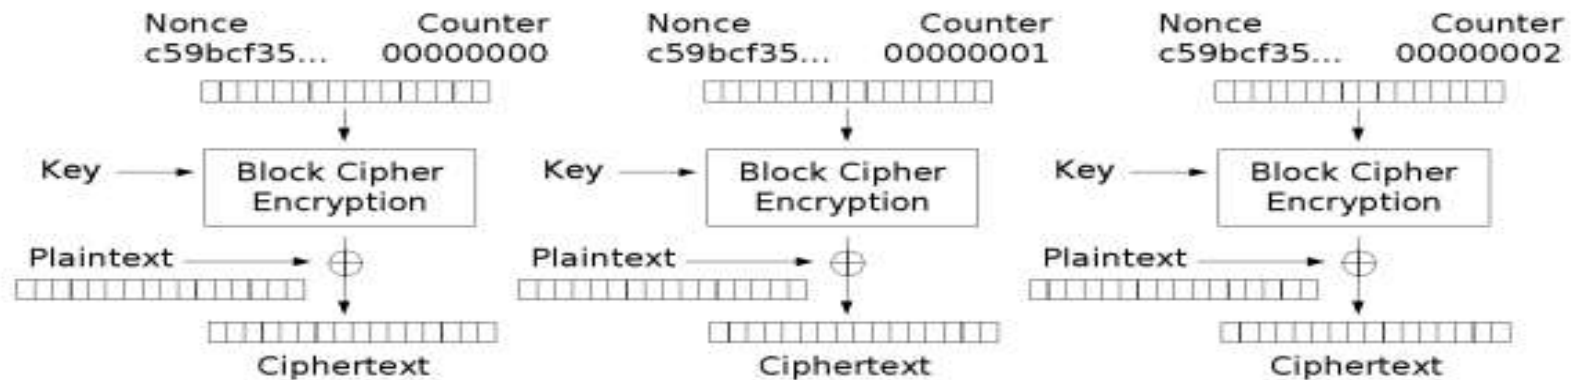 Nonce Counter Nonce Counter Nonce Counter
c59bcf35... 00000000 c59bcf35... 00000001 c59bcf35... 00000002
Key Block Cipher Key Block Cipher Key Block Cipher
Encryption Encryption Encryption
Plaintext Plaintext Plaintext
Ciphertext Ciphertext Ciphertext